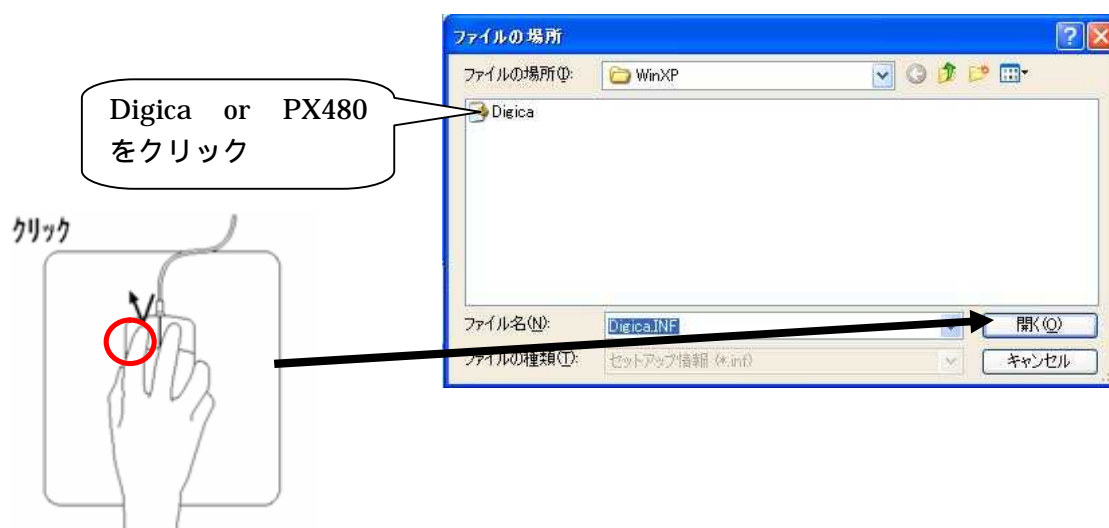 ファイルの場所
ファイルの場所(I):
WinXP
Digica or PX480
をクリック
Digica
クリック
ファイル名(N):
Digica.INF
開く(O)
ファイルの種類(T):
セットアップ情報 (*.inf)
キャンセル